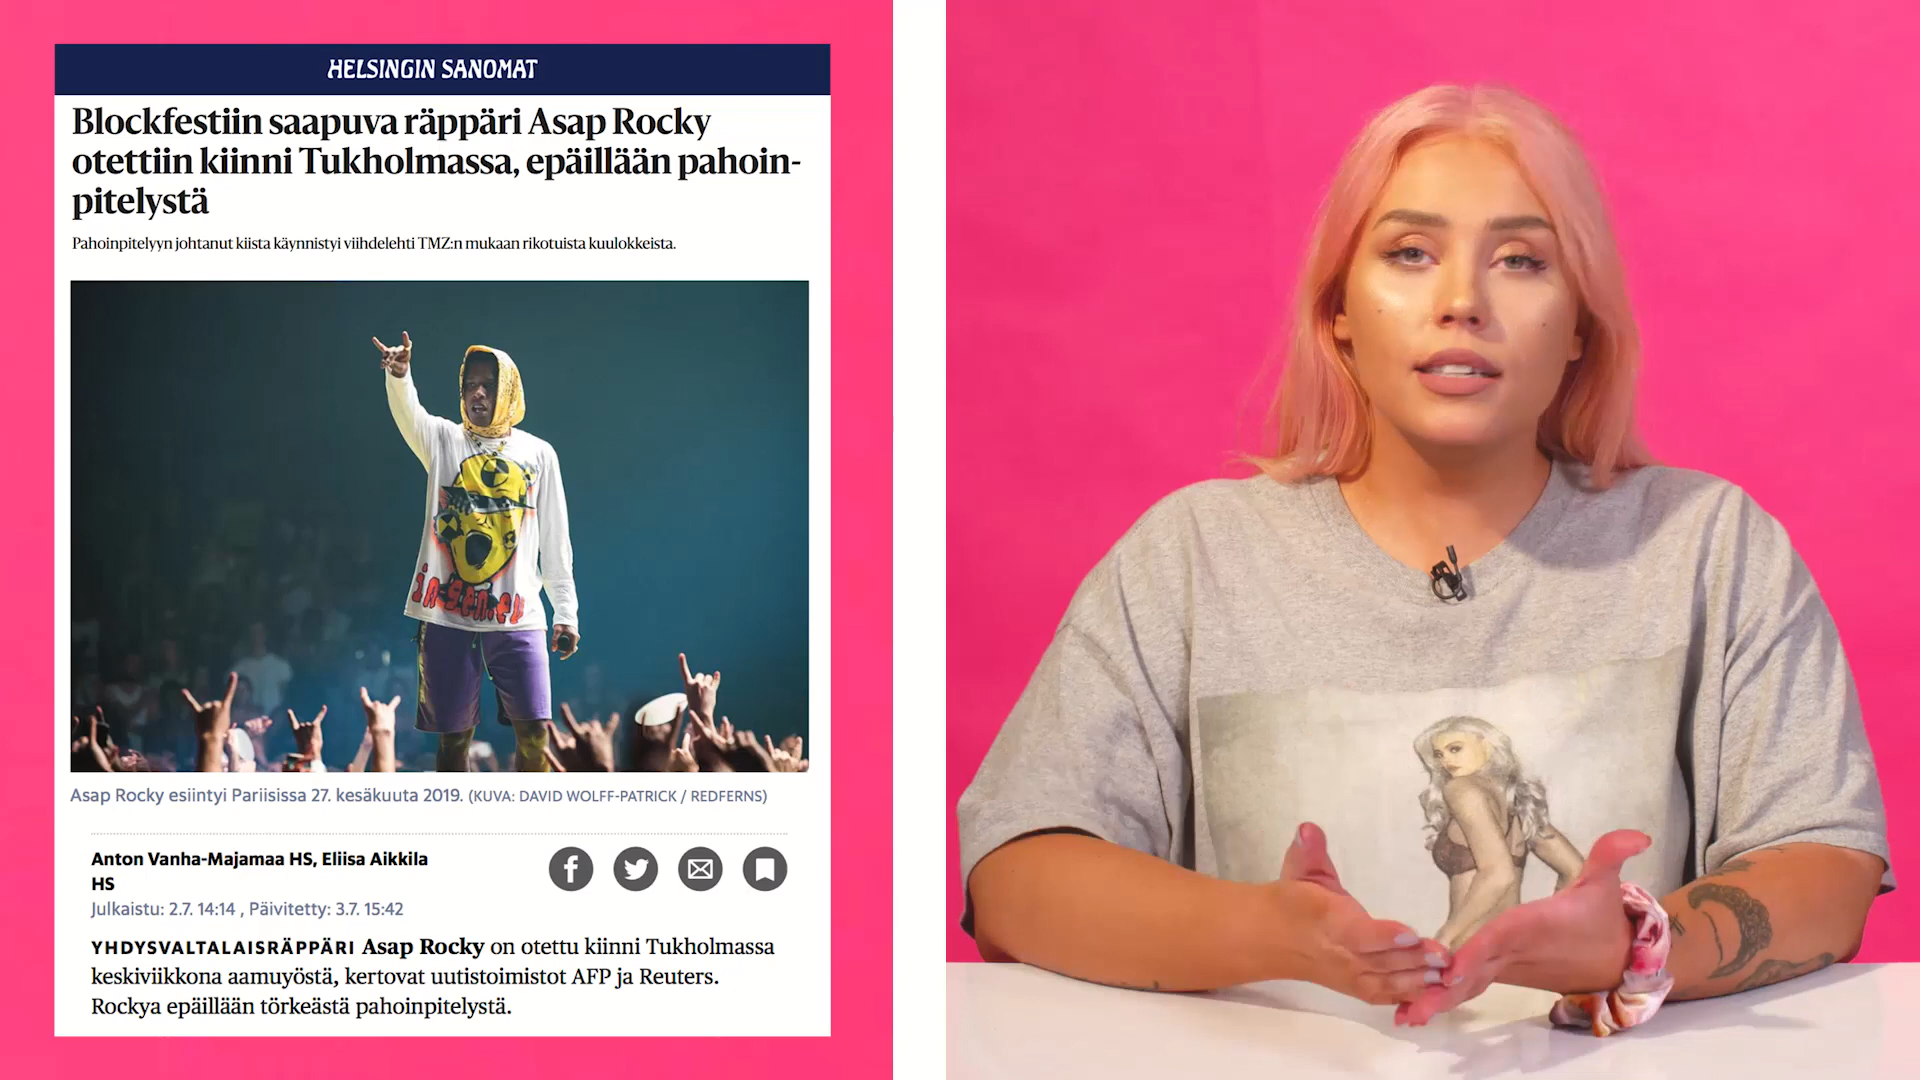 HELSINGIN SANOMAT
Blockfestiin saapuva räppäri Asap Rocky
otettiin kiinni Tukholmassa, epäillään pahoin-
pitelystä
Pahoinpitelyyn johtanut kiista käynnistyi viihdelehti TMZ:n mukaan rikotuista kuulokkeista.
Asap Rocky esiintyi Pariisissa 27. kesäkuuta 2019. (KUVA: DAVID WOLFF-PATRICK / REDFERNS)
Anton Vanha-Majamaa HS, Eliisa Aikkila
HS
Julkaistu: 2.7. 14:14 , Päivitetty: 3.7. 15:42
YHDYSVALTALAISRÄPPÄRI Asap Rocky on otettu kiinni Tukholmassa
keskiviikkona aamuyöstä, kertovat uutistoimistot AFP ja Reuters.
Rockya epäillään törkeästä pahoinpitelystä.